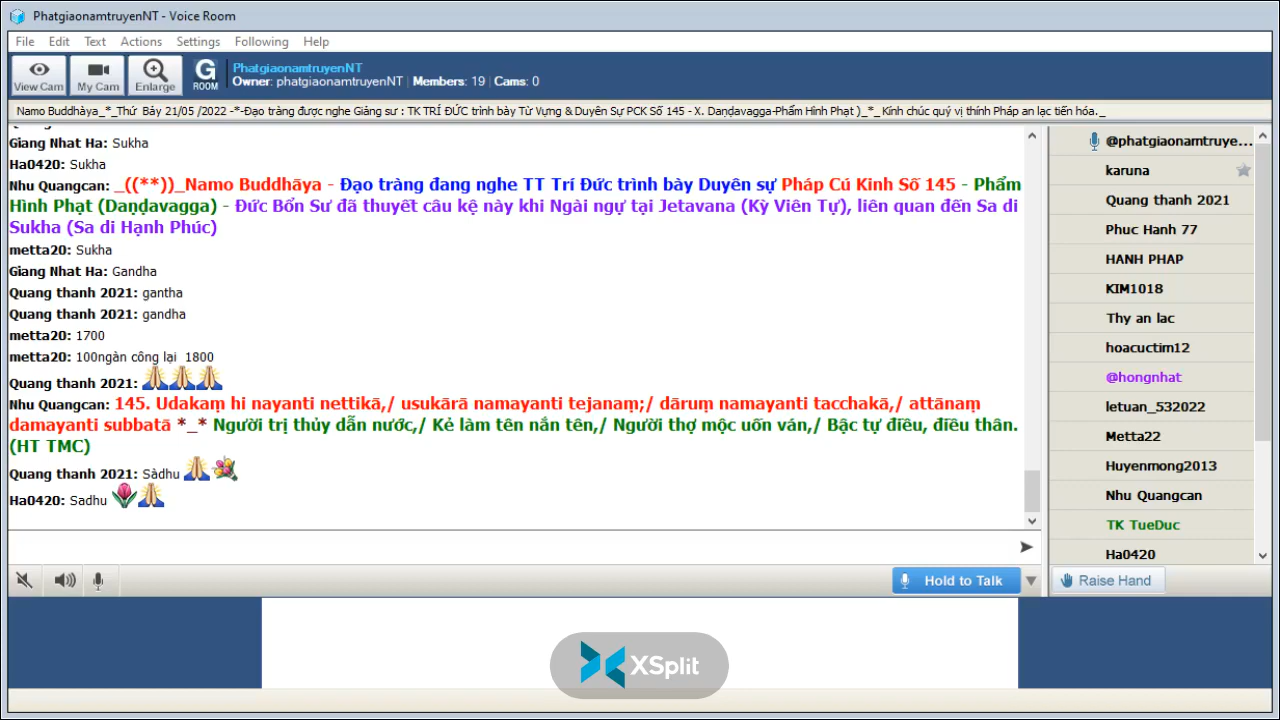 PhatgiaonamtruyenNT - Voice Room
File Edit Text Actions Settings Following Help
View Cam My Cam Enlarge G ROOM
PhatgiaonamtruyenNT
Owner: phatgiaonamtruyenNT | Members: 19 | Cams: 0
Namo Buddhàya_*_Thứ Bảy 21/05 /2022 -*-Đạo tràng được nghe Giảng sư : TK TRÍ ĐỨC trình bày Từ Vựng & Duyên Sự PCK Số 145 - X. Daṇḍavagga-Phẩm Hình Phạt )_*_Kính chúc quý vị thính Pháp an lạc tiến hóa._
Giang Nhat Ha: Sukha
Ha0420: Sukha
Nhu Quangcan: _((**))_Namo Buddhāya - Đạo tràng đang nghe TT Trí Đức trình bày Duyên sự Pháp Cú Kinh Số 145 - Phẩm
Hình Phạt (Daṇḍavagga) - Đức Bổn Sư đã thuyết câu kệ này khi Ngài ngự tại Jetavana (Kỳ Viên Tự), liên quan đến Sa di
Sukha (Sa di Hạnh Phúc)
metta20: Sukha
Giang Nhat Ha: Gandha
Quang thanh 2021: gantha
Quang thanh 2021: gandha
metta20: 1700
metta20: 100ngàn công lại 1800
Quang thanh 2021: 🙏🙏🙏
Nhu Quangcan: 145. Udakaṃ hi nayanti nettikā,/ usukārā namayanti tejanaṃ;/ dāruṃ namayanti tacchakā,/ attānaṃ
damayanti subbatā *_* Người trị thủy dẫn nước,/ Kẻ làm tên nắn tên,/ Người thợ mộc uốn ván,/ Bậc tự điều, điều thân.
(HT TMC)
Quang thanh 2021: Sàdhu 🙏💐
Ha0420: Sadhu 🌷🙏
@phatgiaonamtruye...
karuna
Quang thanh 2021
Phuc Hanh 77
HANH PHAP
KIM1018
Thy an lac
hoacuctim12
@hongnhat
letuan_532022
Metta22
Huyenmong2013
Nhu Quangcan
TK TueDuc
Ha0420
Hold to Talk
Raise Hand
XSplit